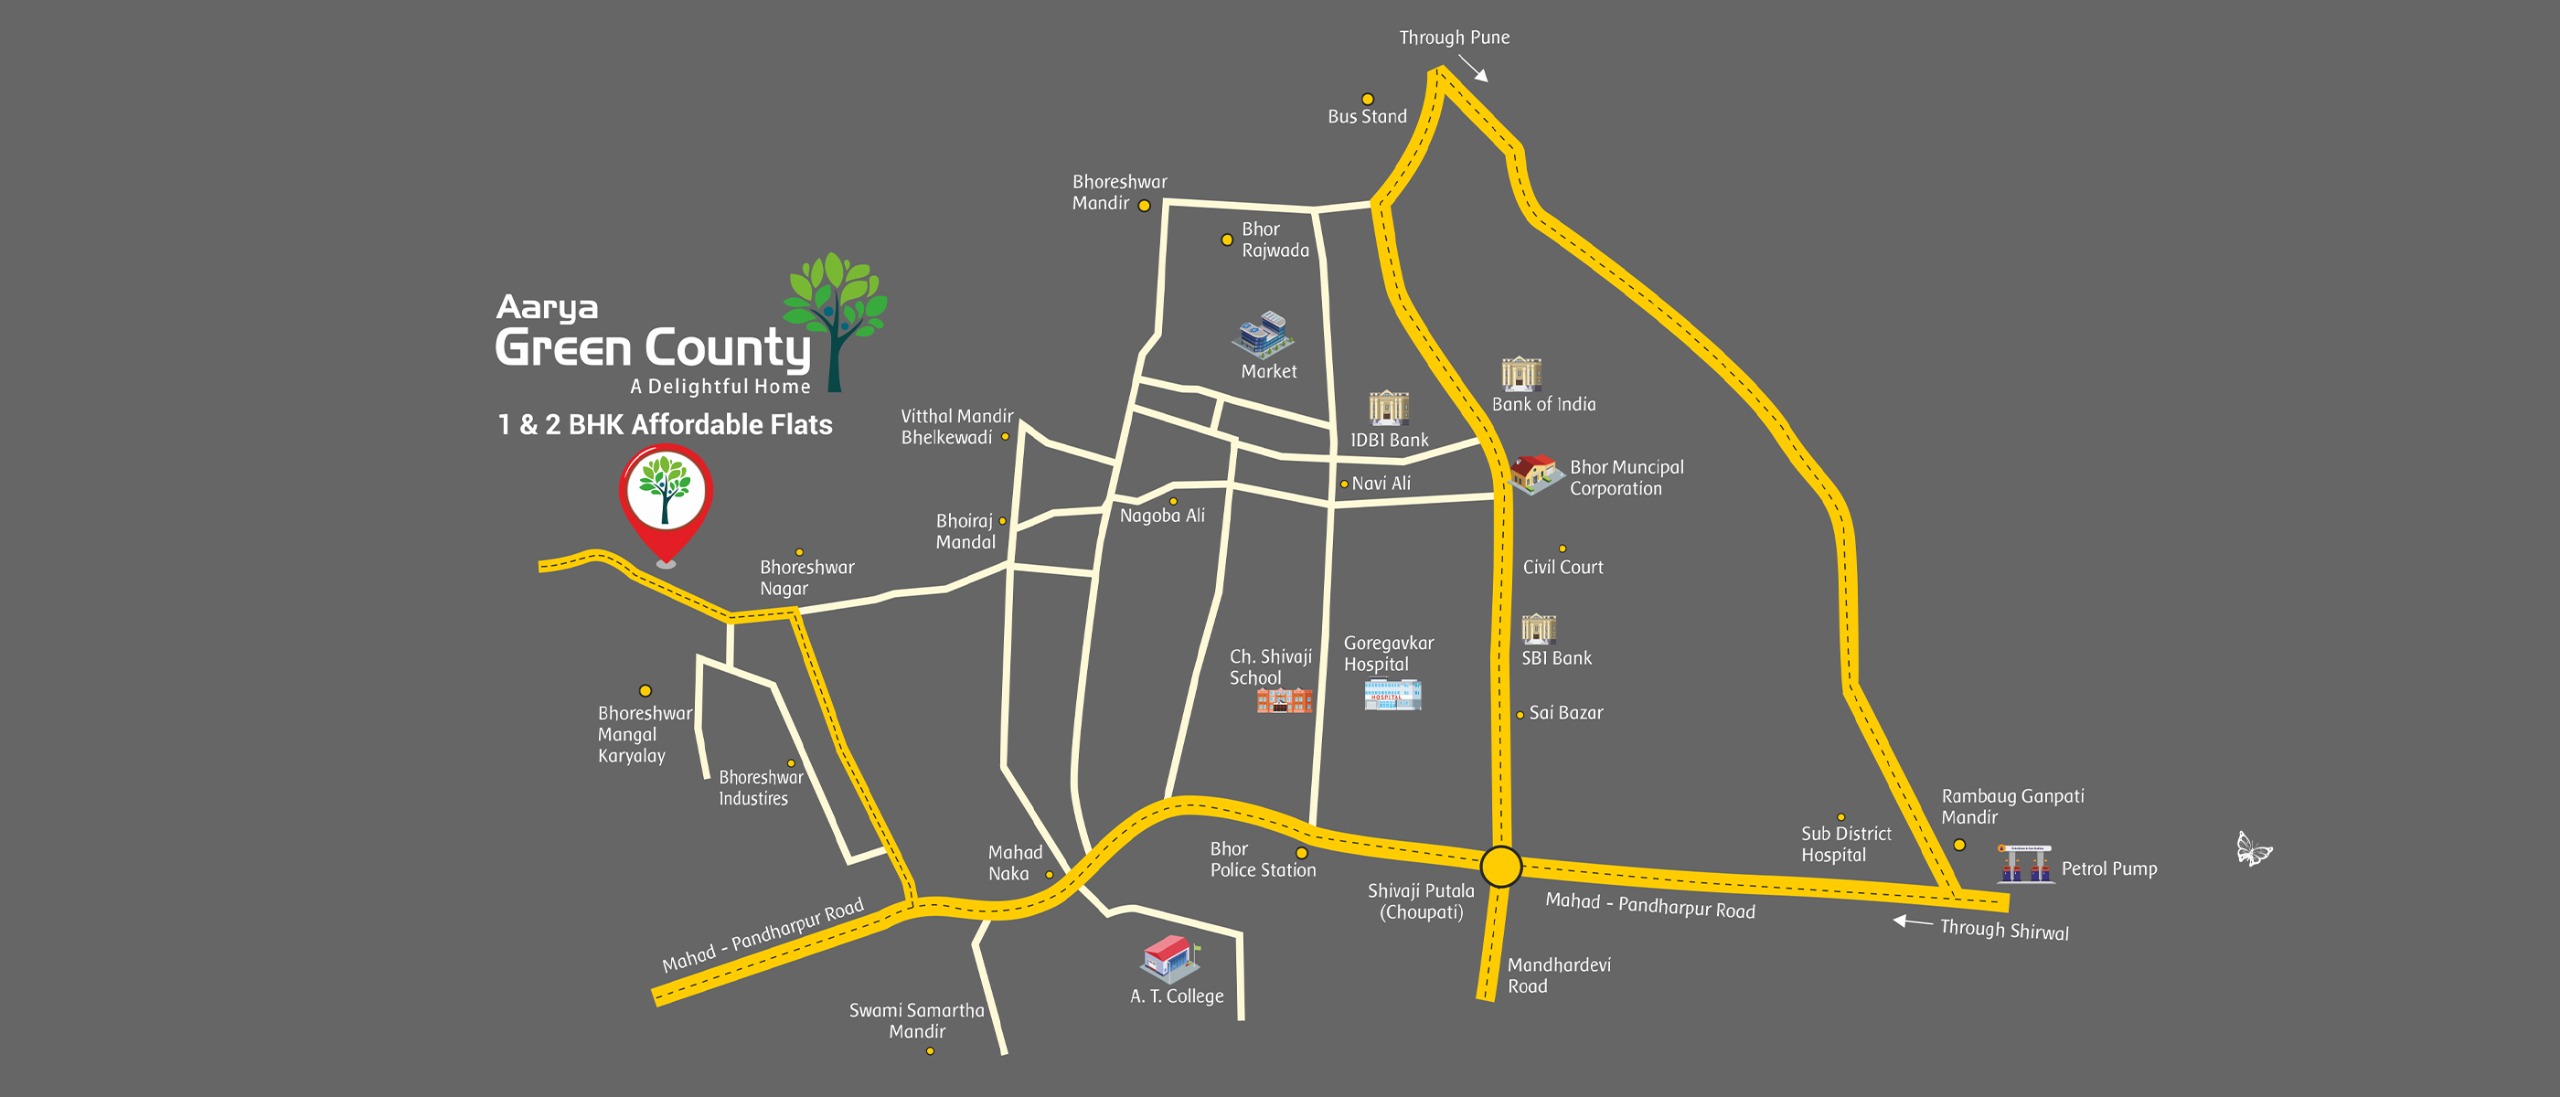 Through Pune
Bus Stand
Bhoreshwar
Mandir
Bhor
Rajwada
Aarya
Green County
A Delightful Home
1 & 2 BHK Affordable Flats
Market
Bank of India
IDBI Bank
Vitthal Mandir
Bhelkewadi
Bhor Muncipal
Corporation
Navi Ali
Nagoba Ali
Bhoiraj
Mandal
Civil Court
Bhoreshwar
Nagar
Goregavkar
Hospital
HOSPITAL
Ch. Shivaji
School
SBI Bank
Sai Bazar
Bhoreshwar
Mangal
Karyalay
Bhoreshwar
Industires
Rambaug Ganpati
Mandir
Sub District
Hospital
Petrol Pump
Mahad
Naka
Bhor
Police Station
Shivaji Putala
(Choupati)
Mahad - Pandharpur Road
Mahad - Pandharpur Road
Through Shirwal
Mandhardevi
Road
A. T. College
Swami Samartha
Mandir